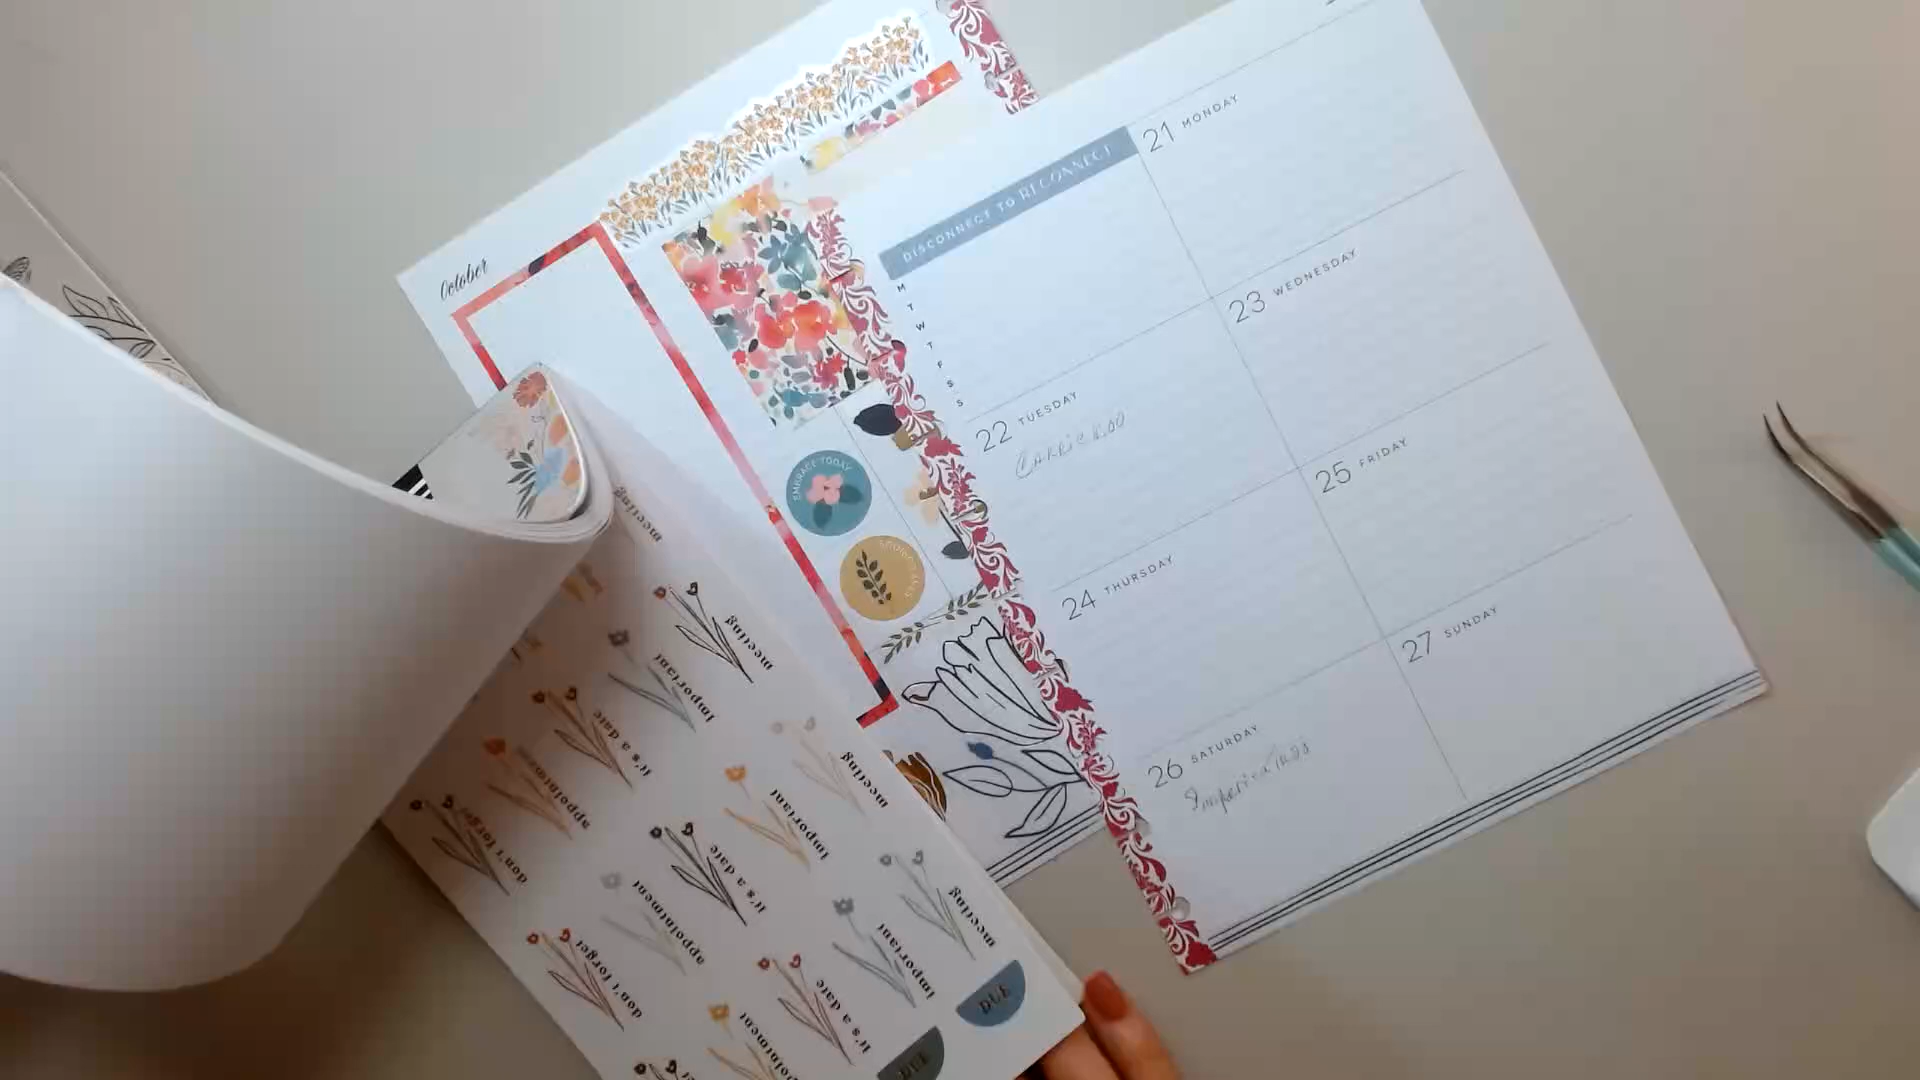 October
DISCONNECT TO RECONNECT
M
T
W
T
F
S
S
21 MONDAY
22 TUESDAY
23 WEDNESDAY
24 THURSDAY
25 FRIDAY
26 SATURDAY
27 SUNDAY
EMBRACE TODAY
meeting
meeting
important
it's a date
appointment
don't forget
meeting
important
it's a date
appointment
don't forget
meeting
important
it's a date
DUE
DUE